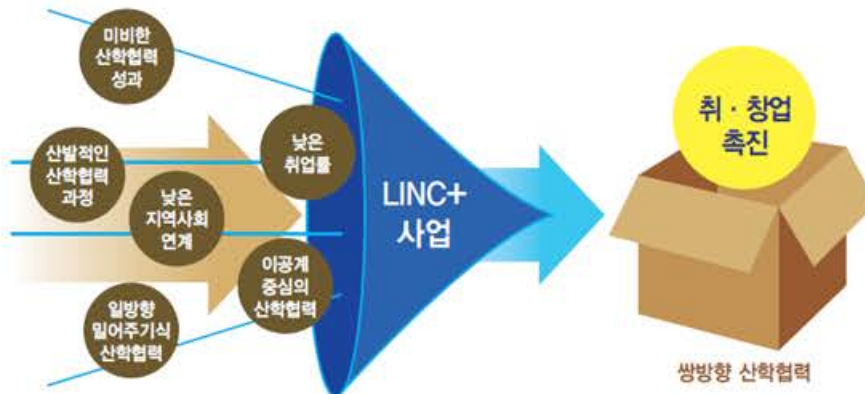 미비한
산학협력
성과
산발적인
산학협력
과정
낮은
취업률
낮은
지역사회
연계
이공계
중심의
산학협력
일방향
밀어주기식
산학협력
LINC+
사업
취 · 창업
촉진
쌍방향 산학협력